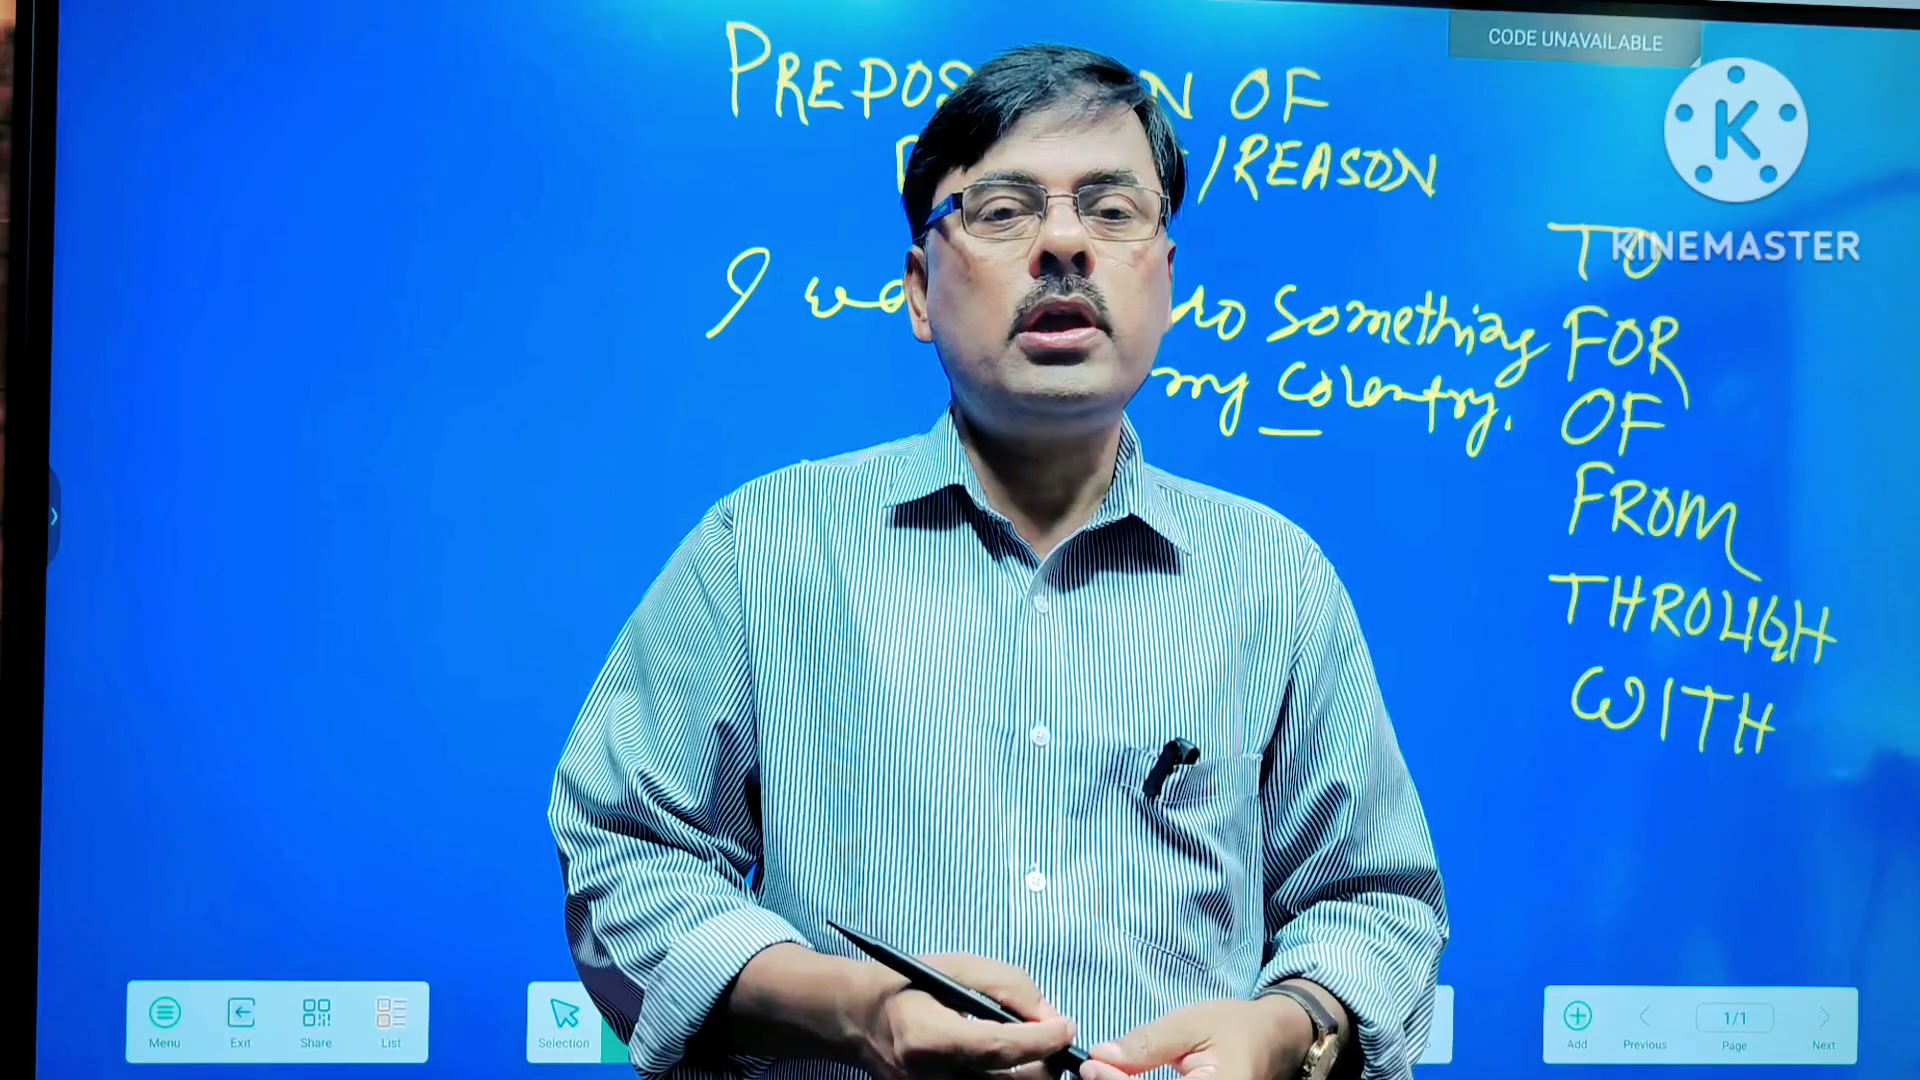 CODE UNAVAILABLE
PREPOS N OF
/REASON
K
KINEMASTER
I do something
my country.
TO
FOR
OF
FROM
THROUGH
WITH
Menu
Exit
Share
List
Selection
Add
Previous
1/1
Page
Next